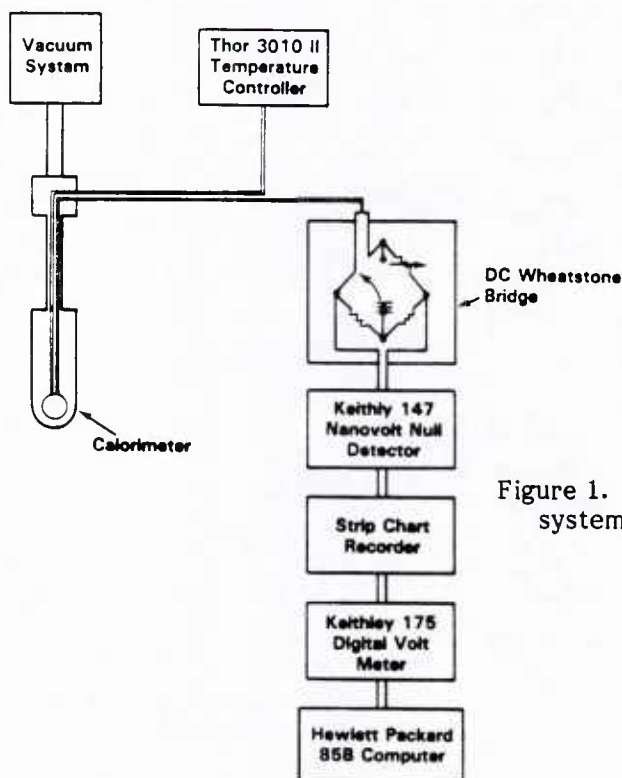 Vacuum
System
Thor 3010 II
Temperature
Controller
DC Wheatstone
Bridge
Calorimeter
Keithly 147
Nanovolt Null
Detector
Figure 1.
system
Strip Chart
Recorder
Keithley 175
Digital Volt
Meter
Hewlett Packard
85B Computer